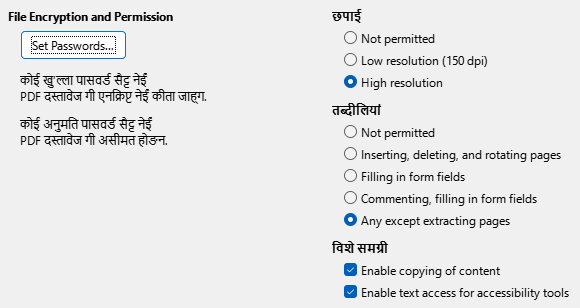 File Encryption and Permission
Set Passwords...
कोई खु'ल्ला पासवर्ड सैट्ट नेईं
PDF दस्तावेज गी एनक्रिप्ट नेईं कीता जाह्‌ग.
कोई अनुमति पासवर्ड सैट्ट नेईं
PDF दस्तावेज गी असीमत होङन.
छपाई
Not permitted
Low resolution (150 dpi)
High resolution
तब्दीलियां
Not permitted
Inserting, deleting, and rotating pages
Filling in form fields
Commenting, filling in form fields
Any except extracting pages
विशे समग्री
Enable copying of content
Enable text access for accessibility tools